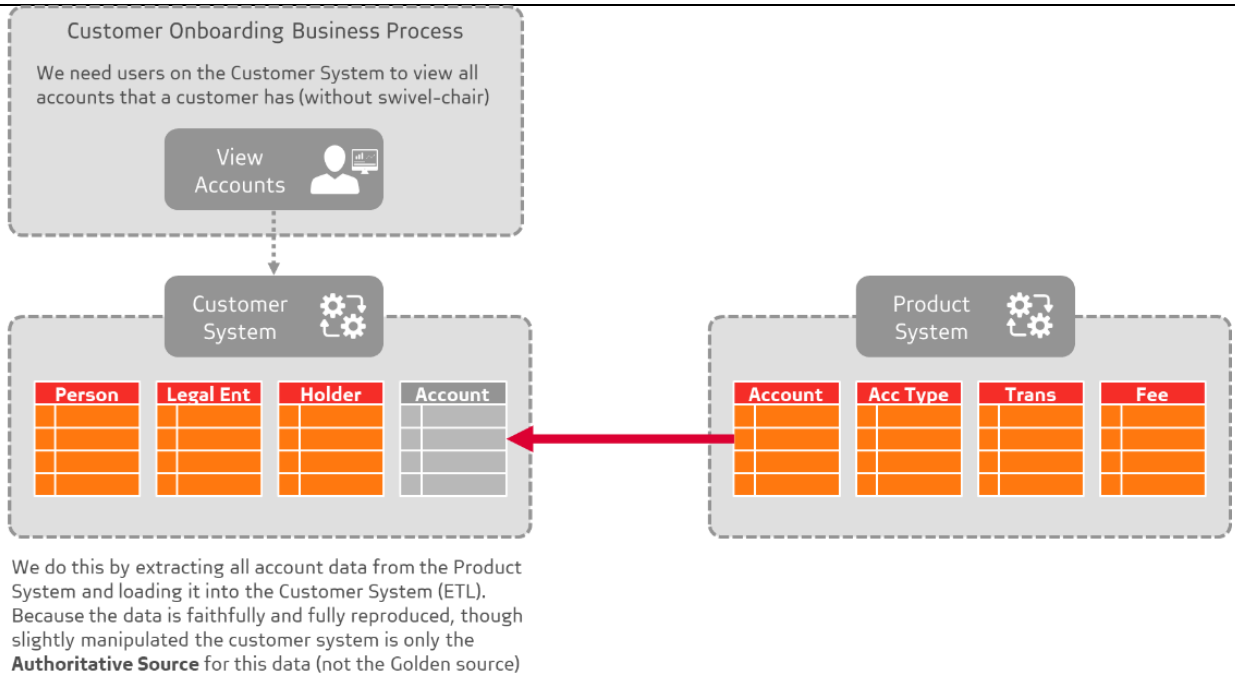 Customer Onboarding Business Process
We need users on the Customer System to view all
accounts that a customer has (without swivel-chair)
View
Accounts
Customer
System
Product
System
Person
Legal Ent
Holder
Account
Account
Acc Type
Trans
Fee
We do this by extracting all account data from the Product
System and loading it into the Customer System (ETL).
Because the data is faithfully and fully reproduced, though
slightly manipulated the customer system is only the
Authoritative Source for this data (not the Golden source)